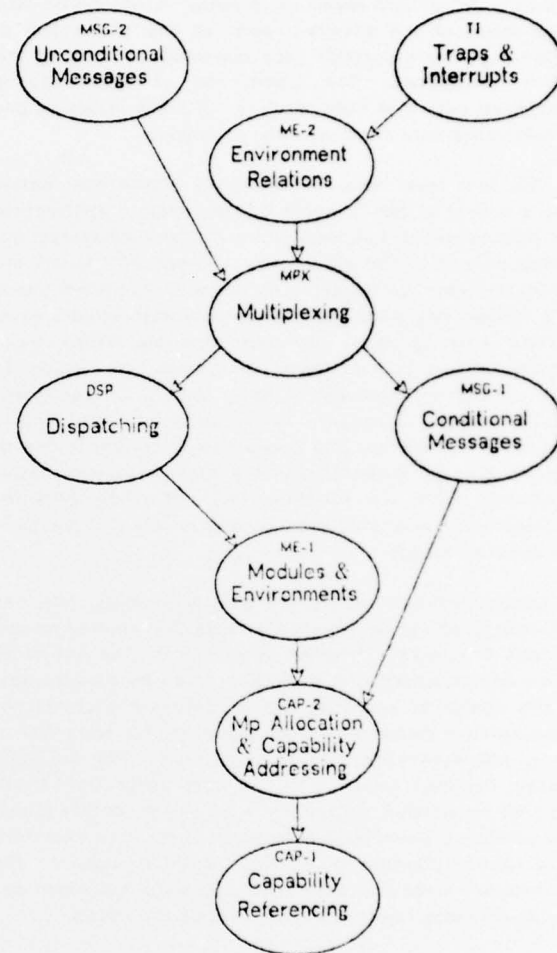 MSG-2
Unconditional
Messages
TI
Traps &
Interrupts
ME-2
Environment
Relations
MPX
Multiplexing
DSP
Dispatching
MSG-1
Conditional
Messages
ME-1
Modules &
Environments
CAP-2
Mp Allocation
& Capability
Addressing
CAP-1
Capability
Referencing